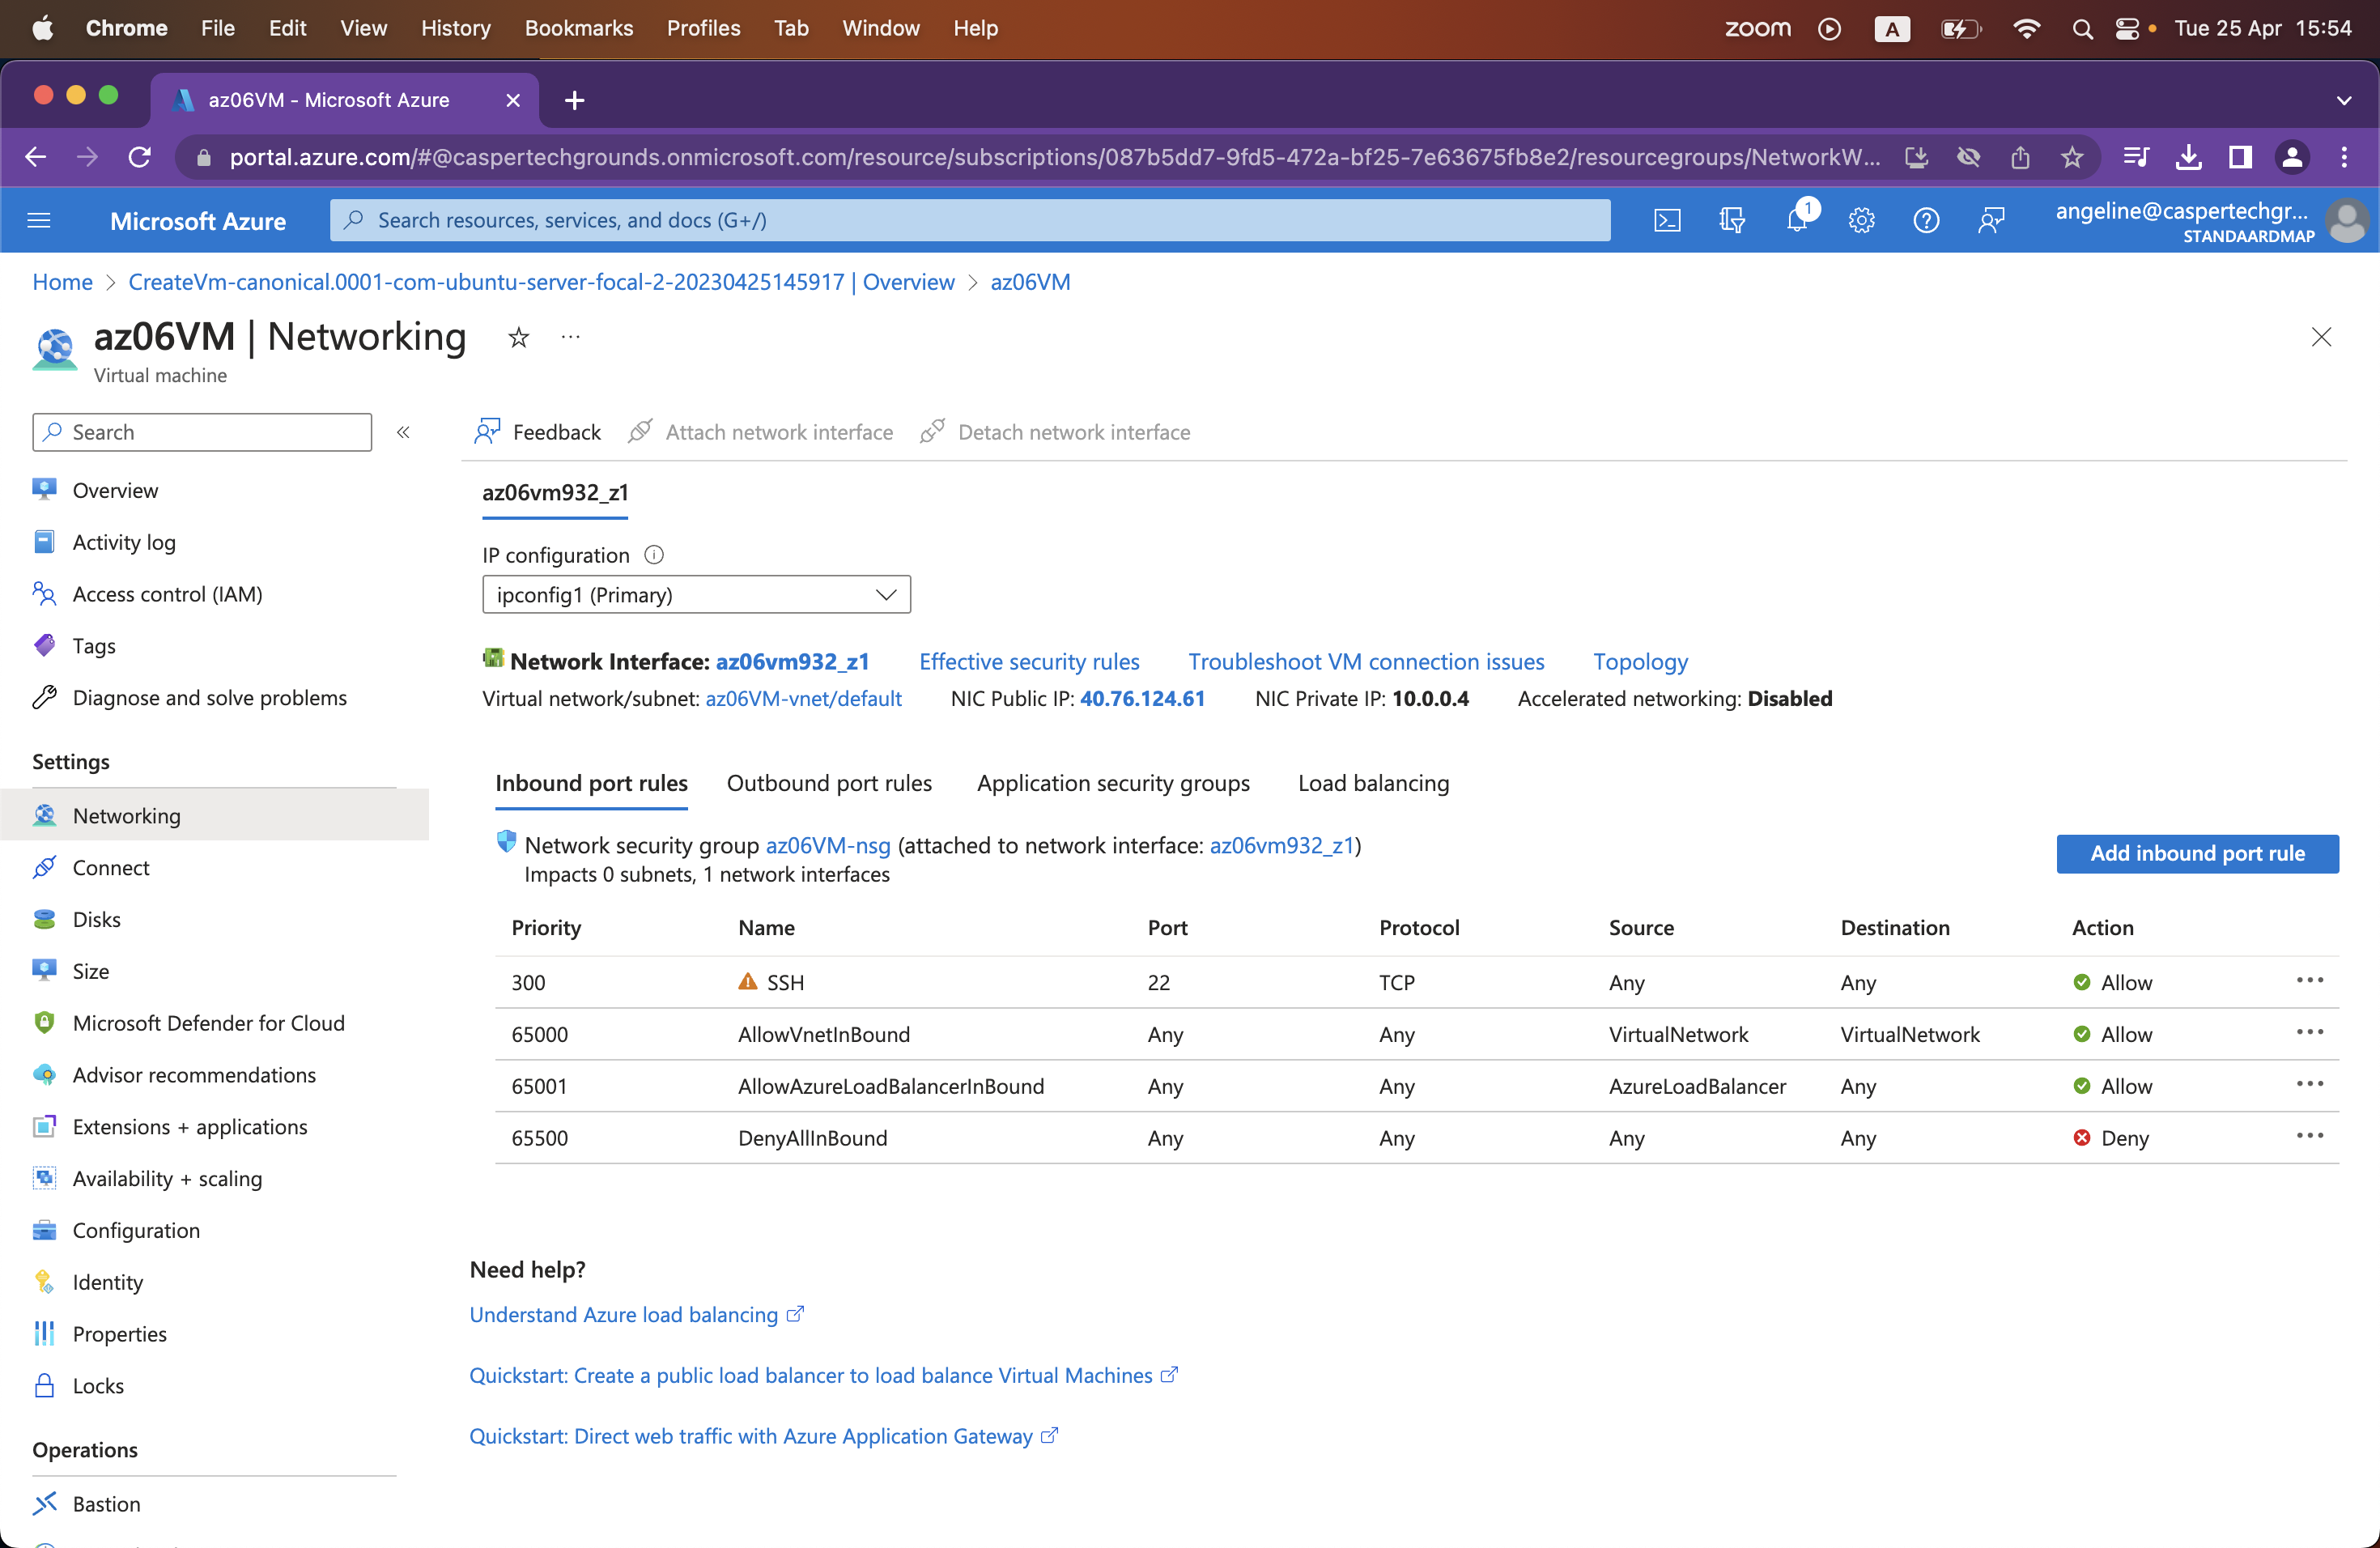 Chrome File Edit View History Bookmarks Profiles Tab Window Help zoom A Tue 25 Apr 15:54
az06VM - Microsoft Azure
portal.azure.com/#@caspertechgrounds.onmicrosoft.com/resource/subscriptions/087b5dd7-9fd5-472a-bf25-7e63675fb8e2/resourcegroups/NetworkW...
Microsoft Azure
Search resources, services, and docs (G+/)
1
angeline@caspertechgr...
STANDAARDMAP
Home > CreateVm-canonical.0001-com-ubuntu-server-focal-2-20230425145917 | Overview > az06VM
az06VM | Networking
Virtual machine
Search
Overview
Activity log
Access control (IAM)
Tags
Diagnose and solve problems
Settings
Networking
Connect
Disks
Size
Microsoft Defender for Cloud
Advisor recommendations
Extensions + applications
Availability + scaling
Configuration
Identity
Properties
Locks
Operations
Bastion
Feedback Attach network interface Detach network interface
az06vm932_z1
IP configuration
ipconfig1 (Primary)
Network Interface: az06vm932_z1 Effective security rules Troubleshoot VM connection issues Topology
Virtual network/subnet: az06VM-vnet/default NIC Public IP: 40.76.124.61 NIC Private IP: 10.0.0.4 Accelerated networking: Disabled
Inbound port rules Outbound port rules Application security groups Load balancing
Network security group az06VM-nsg (attached to network interface: az06vm932_z1)
Impacts 0 subnets, 1 network interfaces
Add inbound port rule
Priority Name Port Protocol Source Destination Action
300 SSH 22 TCP Any Any Allow
65000 AllowVnetInBound Any Any VirtualNetwork VirtualNetwork Allow
65001 AllowAzureLoadBalancerInBound Any Any AzureLoadBalancer Any Allow
65500 DenyAllInBound Any Any Any Any Deny
Need help?
Understand Azure load balancing
Quickstart: Create a public load balancer to load balance Virtual Machines
Quickstart: Direct web traffic with Azure Application Gateway